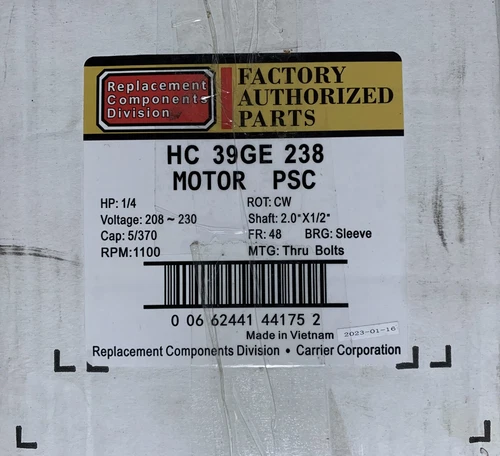 Replacement
Components
Division
FACTORY
AUTHORIZED
PARTS
HC 39GE 238
MOTOR PSC
HP: 1/4
ROT: CW
Voltage: 208 ~ 230
Shaft: 2.0"X1/2"
Cap: 5/370
FR: 48 BRG: Sleeve
RPM:1100
MTG: Thru Bolts
0 06 62441 44175 2
Made in Vietnam 2023-01-16
Replacement Components Division • Carrier Corporation